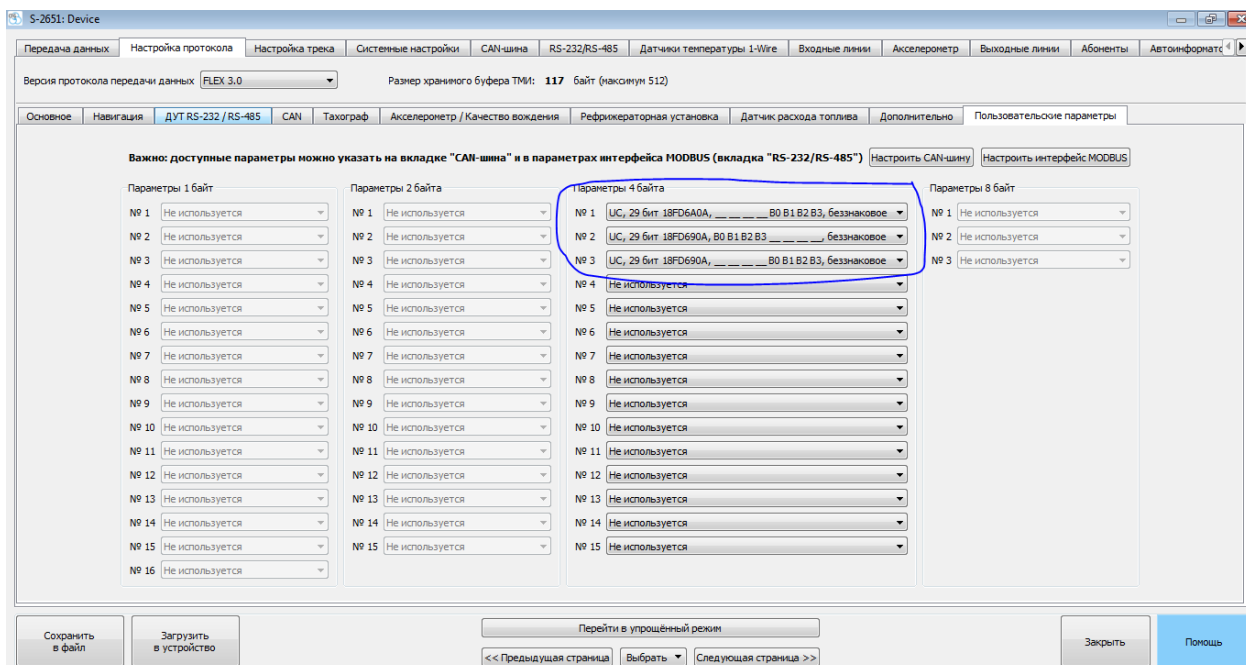 S-2651: Device
Передача данных Настройка протокола Настройка трека Системные настройки CAN-шина RS-232/RS-485 Датчики температуры 1-Wire Входные линии Акселерометр Выходные линии Абоненты Автоинформатс
Версия протокола передачи данных FLEX 3.0 Размер хранимого буфера ТМИ: 117 байт (максимум 512)
Основное Навигация ДУТ RS-232 / RS-485 CAN Тахограф Акселерометр / Качество вождения Рефрижераторная установка Датчик расхода топлива Дополнительно Пользовательские параметры
Важно: доступные параметры можно указать на вкладке "CAN-шина" и в параметрах интерфейса MODBUS (вкладка "RS-232/RS-485") Настроить CAN-шину Настроить интерфейс MODBUS
Параметры 1 байт Параметры 2 байта Параметры 4 байта Параметры 8 байт
№ 1 Не используется № 1 Не используется № 1 UC, 29 бит 18FD6A0A, __ __ __ __ B0 B1 B2 B3, беззнаковое № 1 Не используется
№ 2 Не используется № 2 Не используется № 2 UC, 29 бит 18FD690A, B0 B1 B2 B3 __ __ __ __, беззнаковое № 2 Не используется
№ 3 Не используется № 3 Не используется № 3 UC, 29 бит 18FD690A, __ __ __ __ B0 B1 B2 B3, беззнаковое № 3 Не используется
№ 4 Не используется № 4 Не используется № 4 Не используется
№ 5 Не используется № 5 Не используется № 5 Не используется
№ 6 Не используется № 6 Не используется № 6 Не используется
№ 7 Не используется № 7 Не используется № 7 Не используется
№ 8 Не используется № 8 Не используется № 8 Не используется
№ 9 Не используется № 9 Не используется № 9 Не используется
№ 10 Не используется № 10 Не используется № 10 Не используется
№ 11 Не используется № 11 Не используется № 11 Не используется
№ 12 Не используется № 12 Не используется № 12 Не используется
№ 13 Не используется № 13 Не используется № 13 Не используется
№ 14 Не используется № 14 Не используется № 14 Не используется
№ 15 Не используется № 15 Не используется № 15 Не используется
№ 16 Не используется
Сохранить в файл Загрузить в устройство Перейти в упрощённый режим Закрыть Помощь
<< Предыдущая страница Выбрать Следующая страница >>